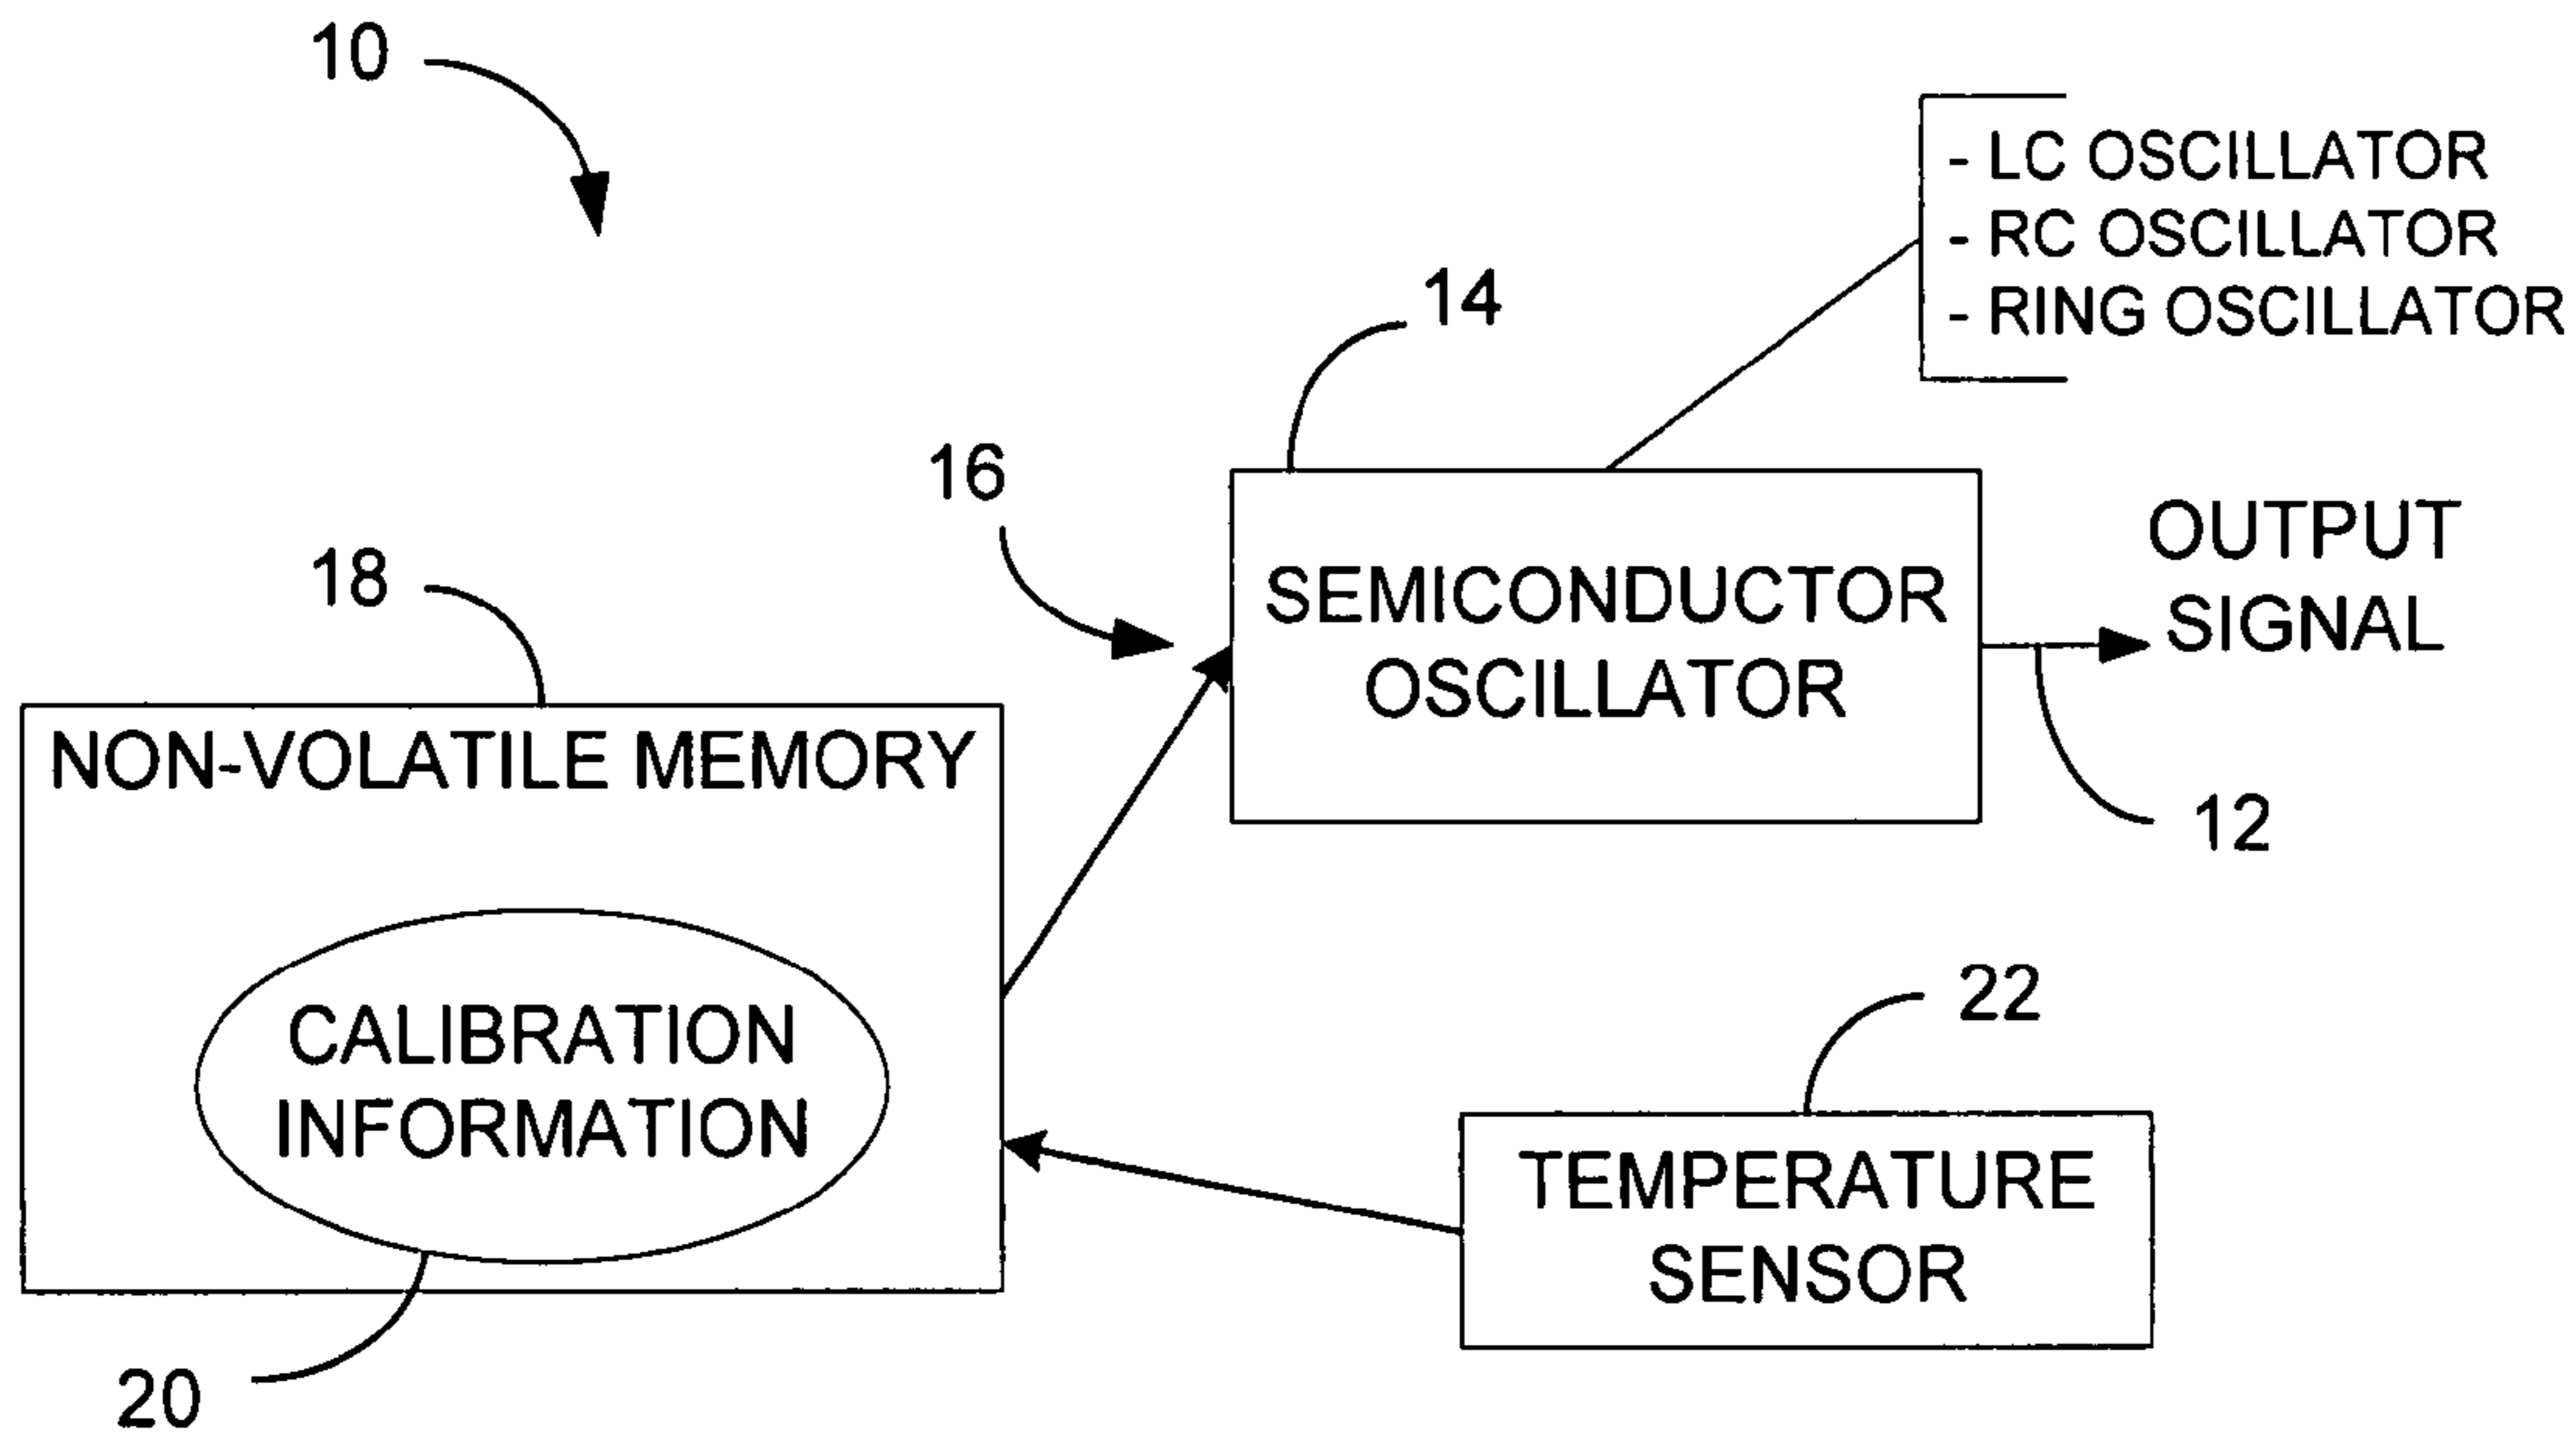 10
- LC OSCILLATOR
- RC OSCILLATOR
- RING OSCILLATOR
14
16
OUTPUT
SIGNAL
SEMICONDUCTOR
OSCILLATOR
12
18
NON-VOLATILE MEMORY
CALIBRATION
INFORMATION
20
22
TEMPERATURE
SENSOR